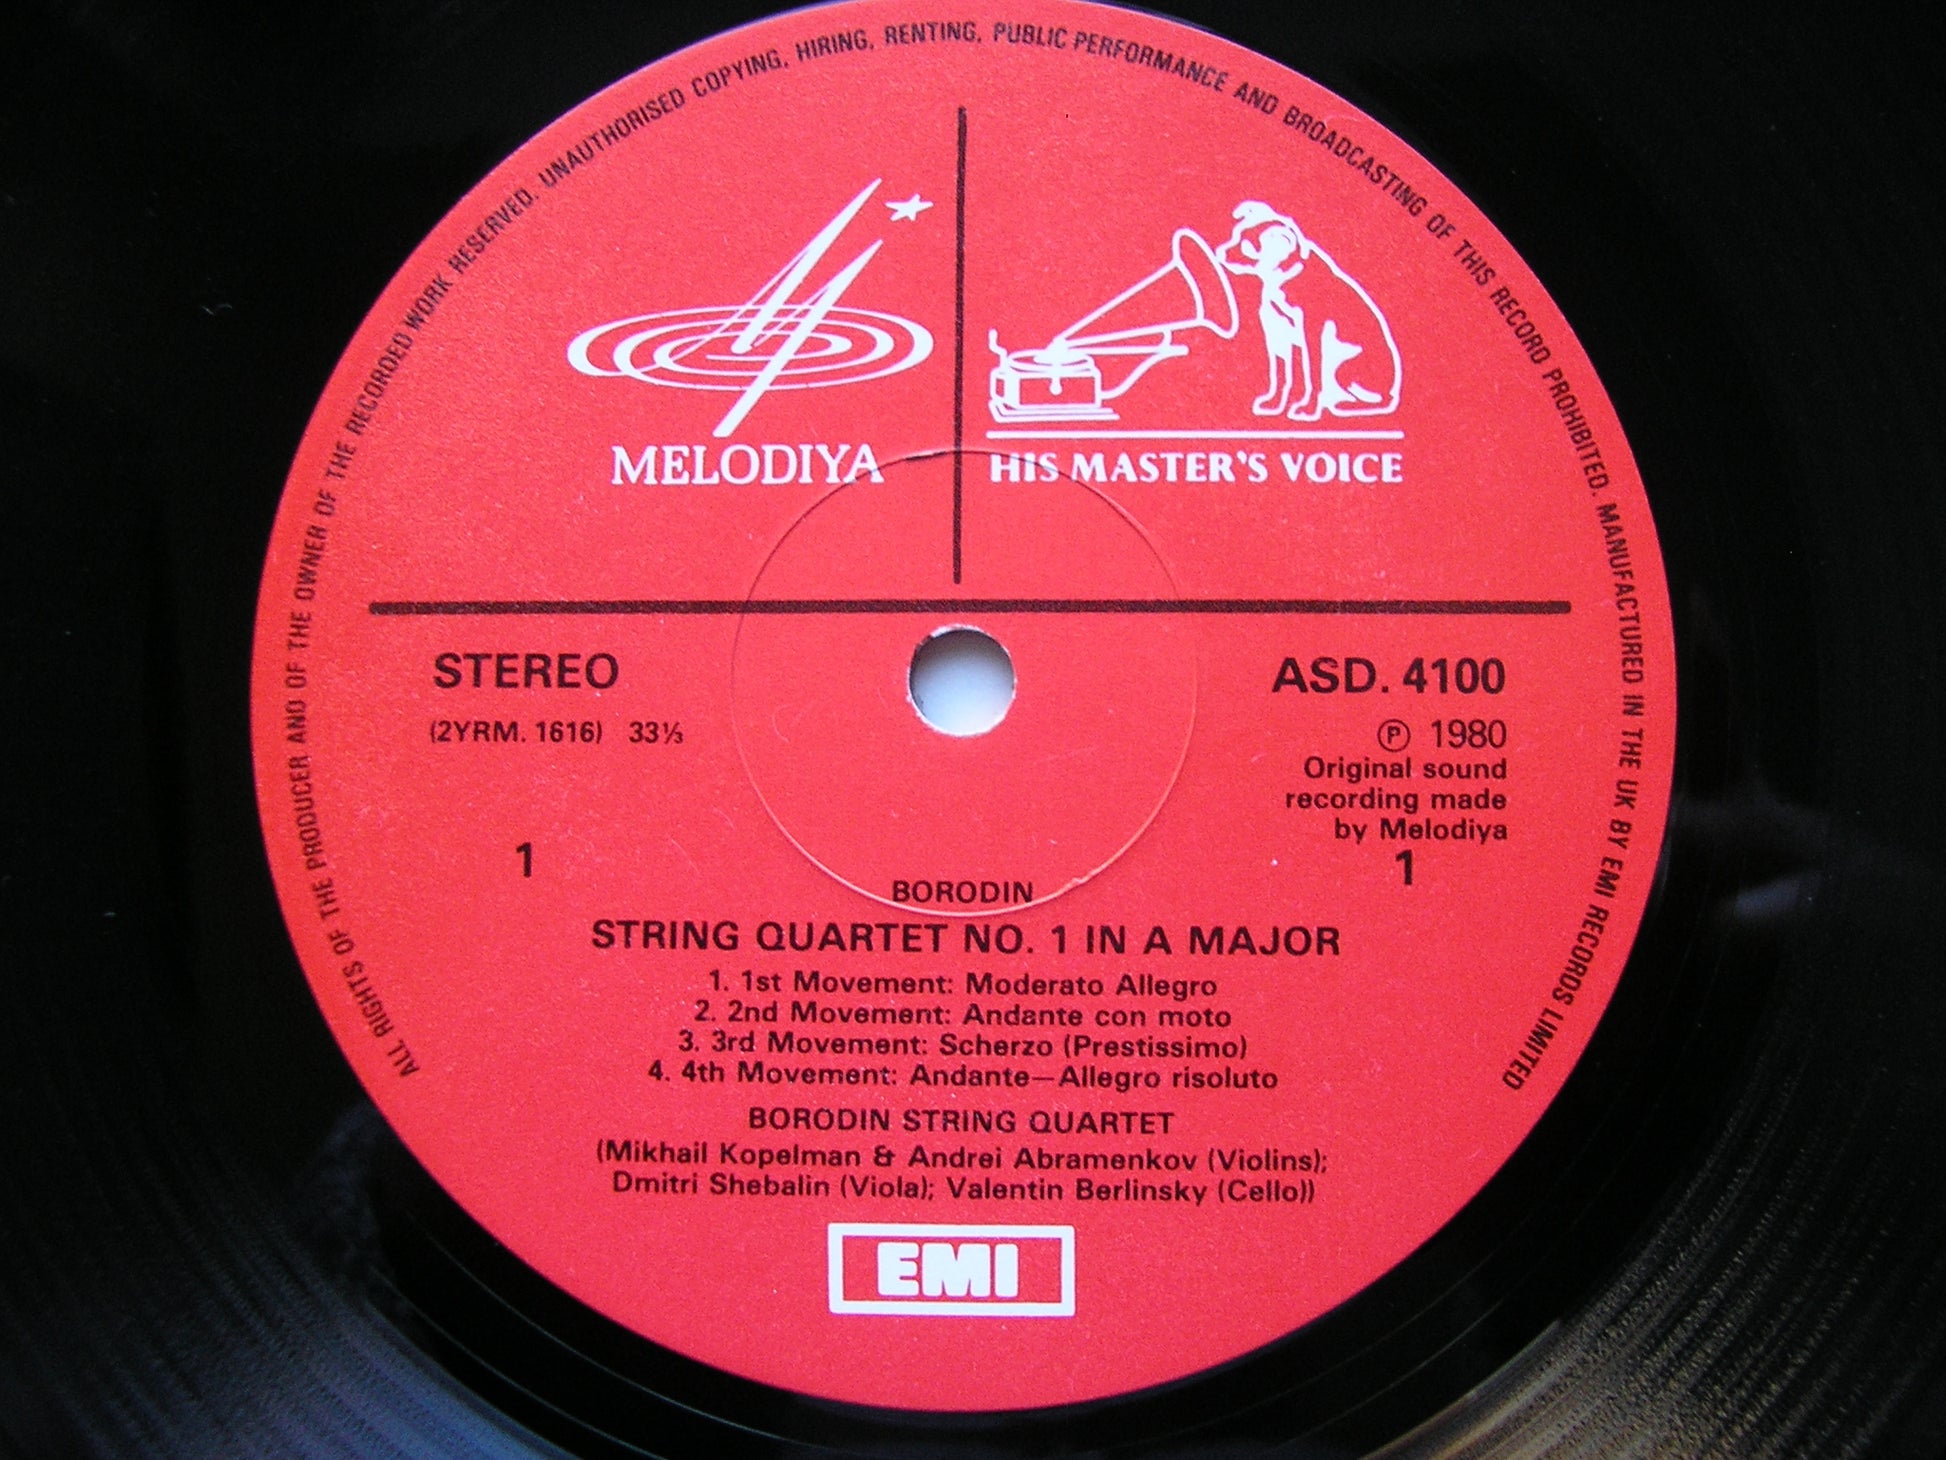 ALL RIGHTS OF THE PRODUCER AND OF THE OWNER OF THE RECORDED WORK RESERVED. UNAUTHORISED COPYING, HIRING, RENTING, PUBLIC PERFORMANCE AND BROADCASTING OF THIS RECORD PROHIBITED. MANUFACTURED IN THE UK BY EMI RECORDS LIMITED
MELODIYA
HIS MASTER'S VOICE
STEREO
ASD. 4100
(2YRM. 1616) 33⅓
℗ 1980
Original sound
recording made
by Melodiya
1
1
BORODIN
STRING QUARTET NO. 1 IN A MAJOR
1. 1st Movement: Moderato Allegro
2. 2nd Movement: Andante con moto
3. 3rd Movement: Scherzo (Prestissimo)
4. 4th Movement: Andante—Allegro risoluto
BORODIN STRING QUARTET
(Mikhail Kopelman & Andrei Abramenkov (Violins);
Dmitri Shebalin (Viola); Valentin Berlinsky (Cello))
EMI